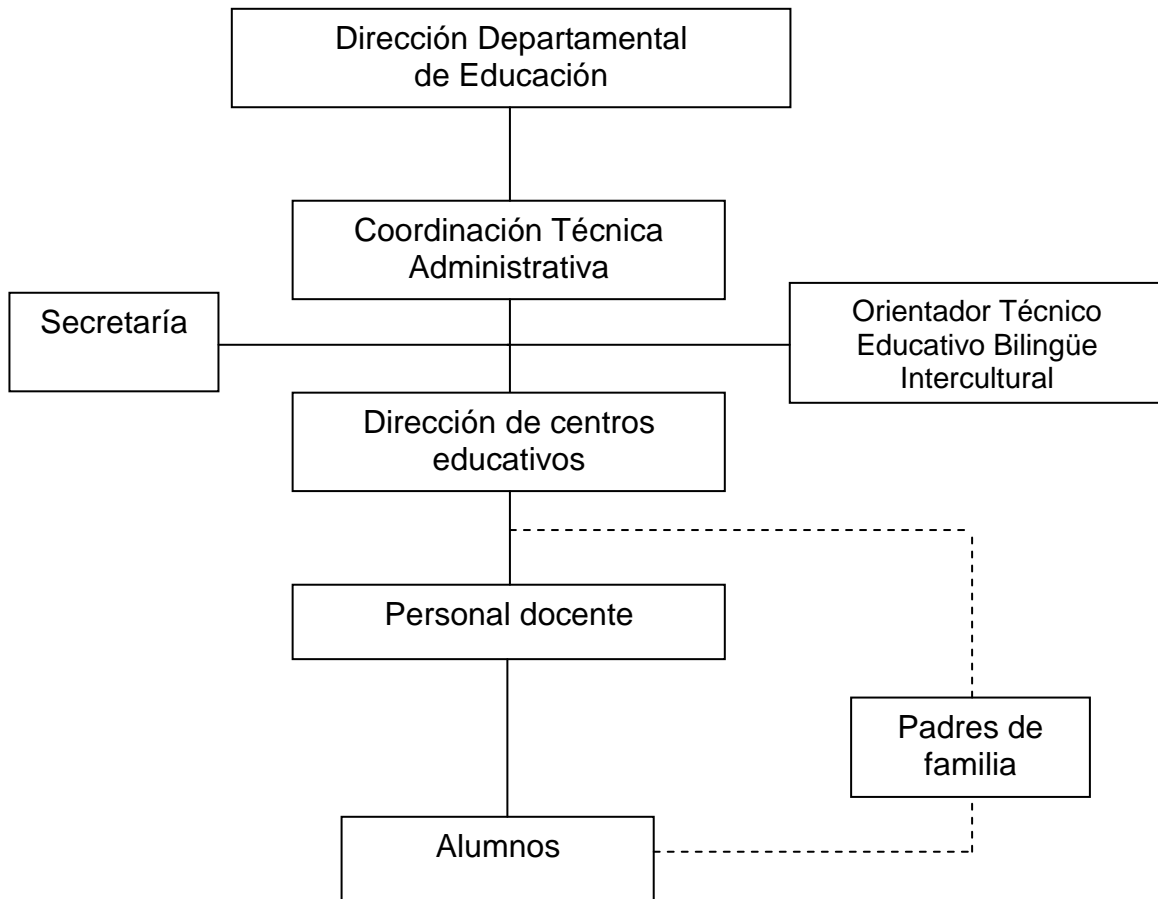 Dirección Departamental
de Educación
Coordinación Técnica
Administrativa
Secretaría
Orientador Técnico
Educativo Bilingüe
Intercultural
Dirección de centros
educativos
Personal docente
Padres de
familia
Alumnos